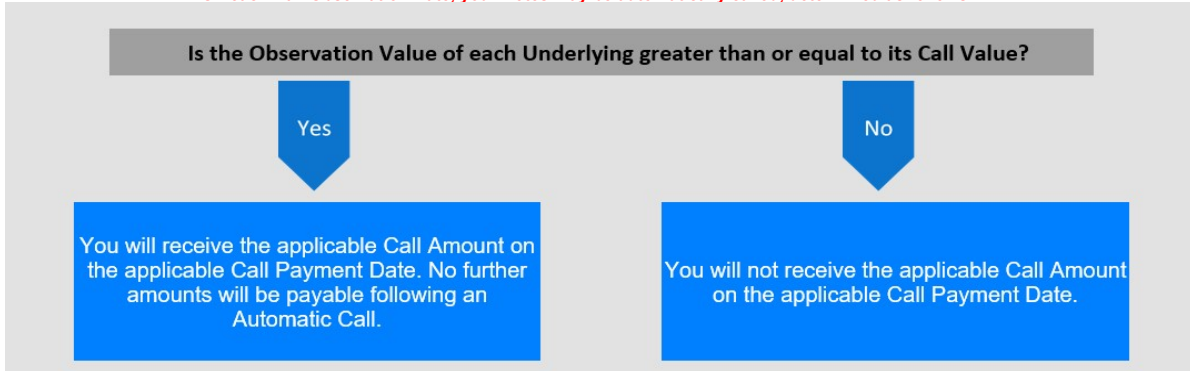 Is the Observation Value of each Underlying greater than or equal to its Call Value?
Yes
No
You will receive the applicable Call Amount on
the applicable Call Payment Date. No further
amounts will be payable following an
Automatic Call.
You will not receive the applicable Call Amount
on the applicable Call Payment Date.